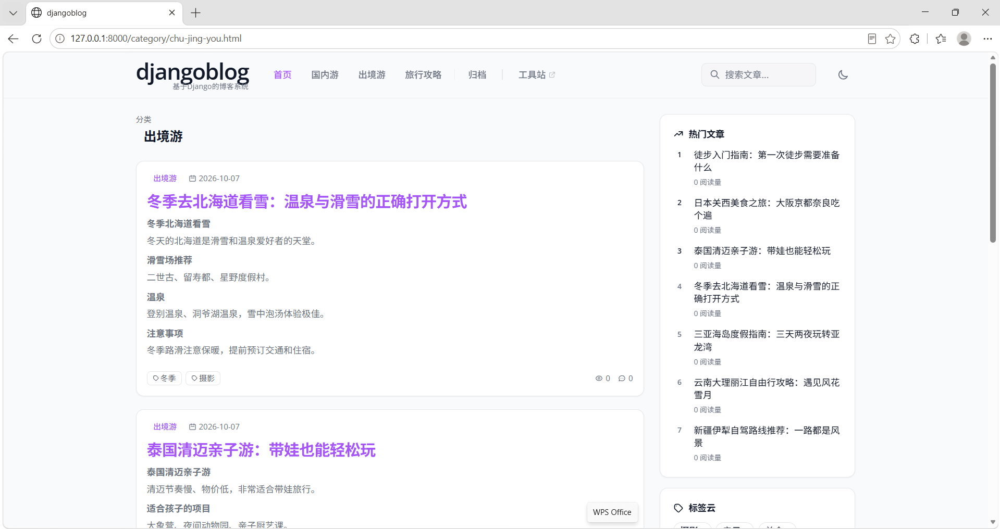 djangoblog
127.0.0.1:8000/category/chu-jing-you.html
djangoblog
基于Django的博客系统
首页 国内游 出境游 旅行攻略 归档 工具站
搜索文章...
分类
出境游
出境游 2026-10-07
冬季去北海道看雪：温泉与滑雪的正确打开方式
冬季北海道看雪
冬天的北海道是滑雪和温泉爱好者的天堂。
滑雪场推荐
二世古、留寿都、星野度假村。
温泉
登别温泉、洞爷湖温泉，雪中泡汤体验极佳。
注意事项
冬季路滑注意保暖，提前预订交通和住宿。
冬季 摄影 0 0
出境游 2026-10-07
泰国清迈亲子游：带娃也能轻松玩
泰国清迈亲子游
清迈节奏慢、物价低，非常适合带娃旅行。
适合孩子的项目
大象营、夜间动物园、亲子厨艺课。
热门文章
1 徒步入门指南：第一次徒步需要准备
什么
0 阅读量
2 日本关西美食之旅：大阪京都奈良吃
个遍
0 阅读量
3 泰国清迈亲子游：带娃也能轻松玩
0 阅读量
4 冬季去北海道看雪：温泉与滑雪的正
确打开方式
0 阅读量
5 三亚海岛度假指南：三天两夜玩转亚
龙湾
0 阅读量
6 云南大理丽江自由行攻略：遇见风花
雪月
0 阅读量
7 新疆伊犁自驾路线推荐：一路都是风
景
0 阅读量
标签云
WPS Office